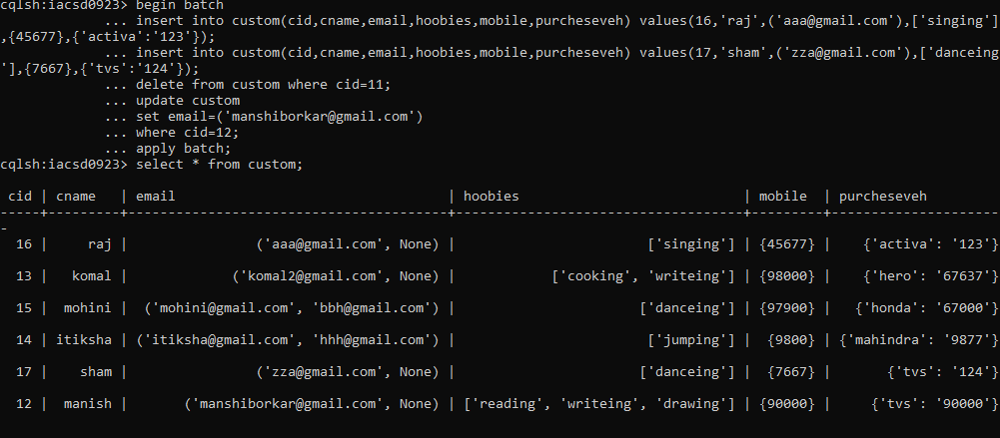 cqlsh:iacsd0923> begin batch
... insert into custom(cid,cname,email,hoobies,mobile,purcheseveh) values(16,'raj',('aaa@gmail.com'),['singing']
,{45677},{'activa':'123'});
... insert into custom(cid,cname,email,hoobies,mobile,purcheseveh) values(17,'sham',('zza@gmail.com'),['danceing
'],{7667},{'tvs':'124'});
... delete from custom where cid=11;
... update custom
... set email=('manshiborkar@gmail.com')
... where cid=12;
... apply batch;
cqlsh:iacsd0923> select * from custom;
cid | cname | email | hoobies | mobile | purcheseveh
-----+---------+----------------------------------------+-----------------------------------+--------+---------------------
-
16 | raj | ('aaa@gmail.com', None) | ['singing'] | {45677} | {'activa': '123'}
13 | komal | ('komal2@gmail.com', None) | ['cooking', 'writeing'] | {98000} | {'hero': '67637'}
15 | mohini | ('mohini@gmail.com', 'bbh@gmail.com') | ['danceing'] | {97900} | {'honda': '67000'}
14 | itiksha | ('itiksha@gmail.com', 'hhh@gmail.com') | ['jumping'] | {9800} | {'mahindra': '9877'}
17 | sham | ('zza@gmail.com', None) | ['danceing'] | {7667} | {'tvs': '124'}
12 | manish | ('manshiborkar@gmail.com', None) | ['reading', 'writeing', 'drawing'] | {90000} | {'tvs': '90000'}